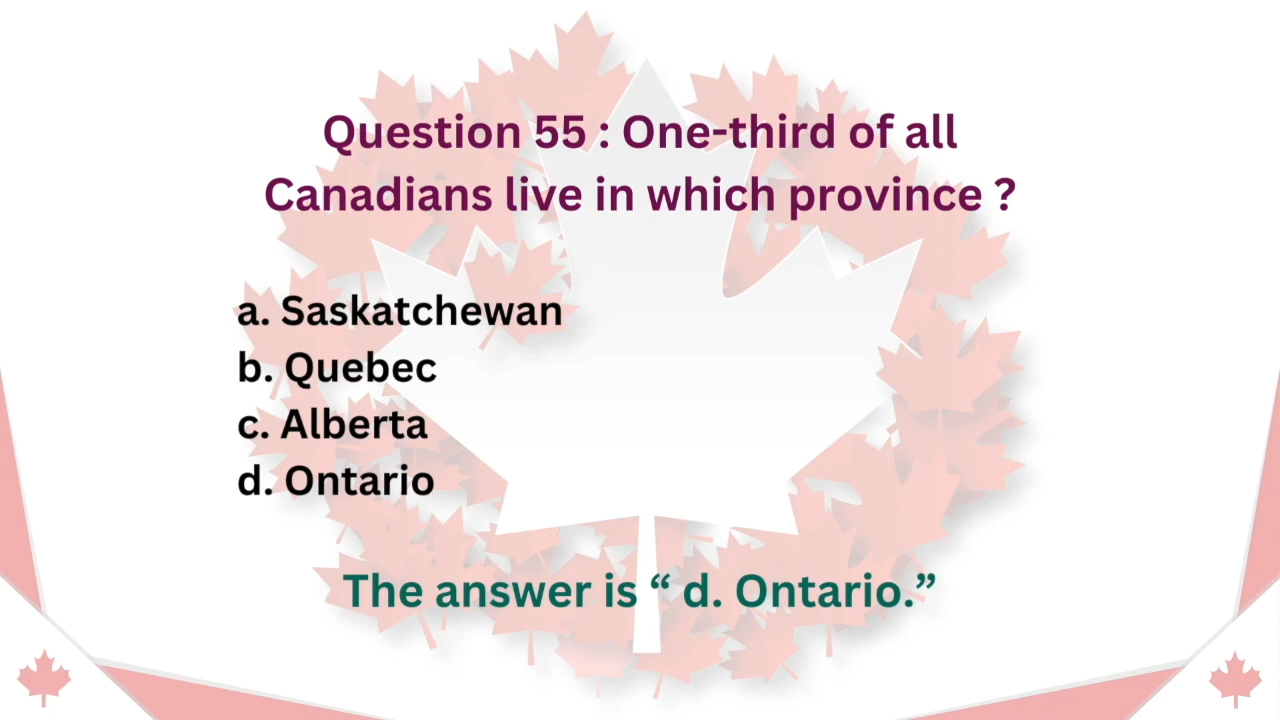 Question 55 : One-third of all
Canadians live in which province ?
a. Saskatchewan
b. Quebec
c. Alberta
d. Ontario
The answer is “ d. Ontario.”